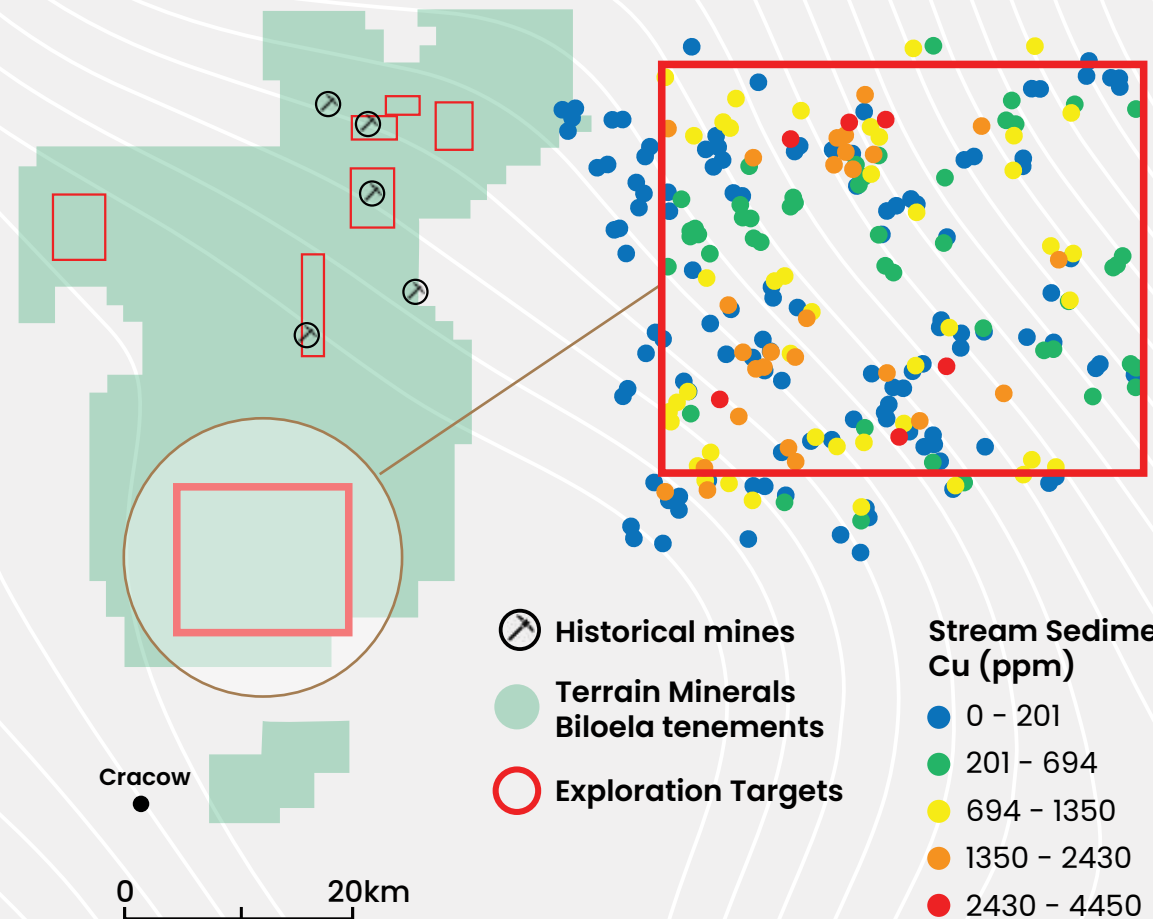 Historical mines
Terrain Minerals
Biloela tenements
Exploration Targets
Cracow
0 20km
Cu (ppm)
Stream
0 - 201
201 - 694
694 - 1350
1350 - 2430
2430 - 4450